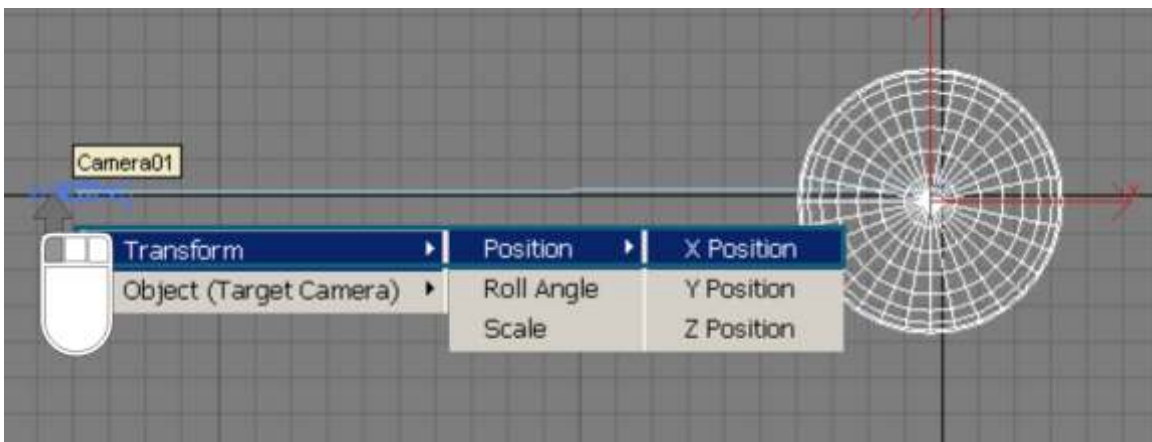 Camera01
Transform Position X Position
Object (Target Camera) Roll Angle Y Position
Scale Z Position